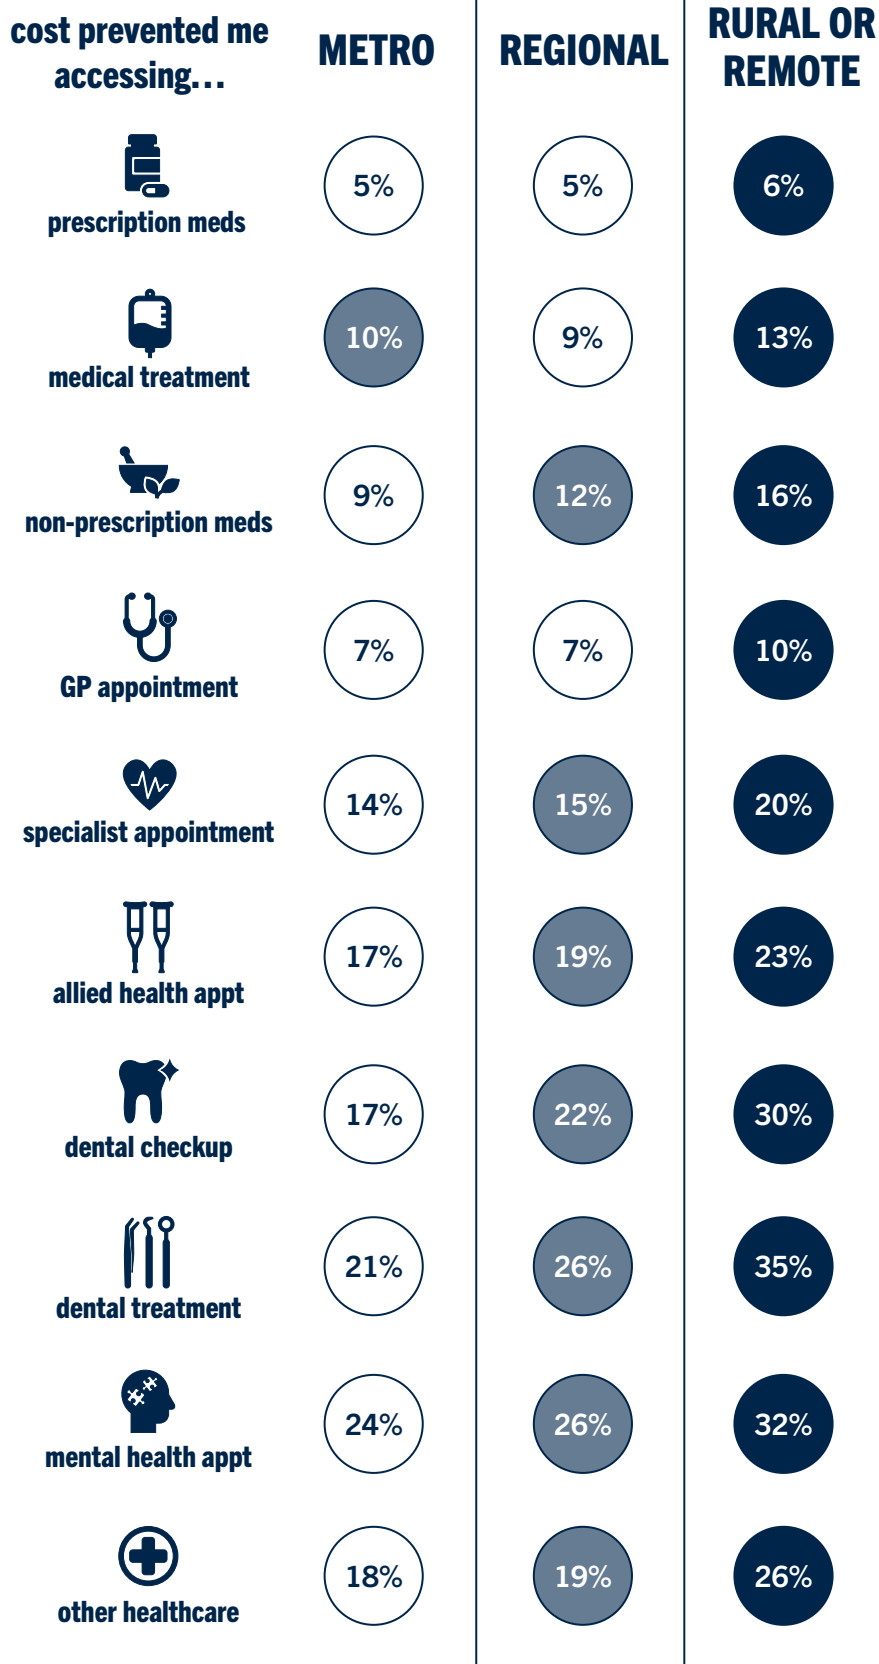 cost prevented me
accessing...
METRO
REGIONAL
RURAL OR
REMOTE
prescription meds
5%
5%
6%
medical treatment
10%
9%
13%
non-prescription meds
9%
12%
16%
GP appointment
7%
7%
10%
specialist appointment
14%
15%
20%
allied health appt
17%
19%
23%
dental checkup
17%
22%
30%
dental treatment
21%
26%
35%
mental health appt
24%
26%
32%
other healthcare
18%
19%
26%